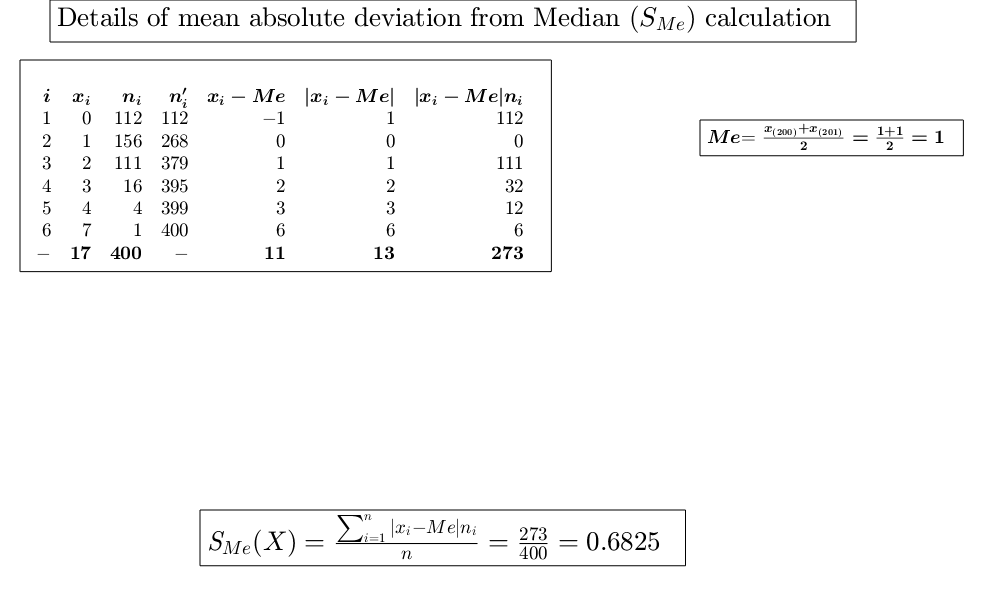 Details of mean absolute deviation from Median (S_{Me}) calculation
i x_i n_i n'_i x_i − Me |x_i − Me| |x_i − Me|n_i
1 0 112 112 −1 1 112
2 1 156 268 0 0 0
3 2 111 379 1 1 111
4 3 16 395 2 2 32
5 4 4 399 3 3 12
6 7 1 400 6 6 6
− 17 400 − 11 13 273
Me= \frac{x_{(200)}+x_{(201)}}{2} = \frac{1+1}{2} = 1
S_{Me}(X) = \frac{\sum_{i=1}^{n} |x_i−Me|n_i}{n} = \frac{273}{400} = 0.6825